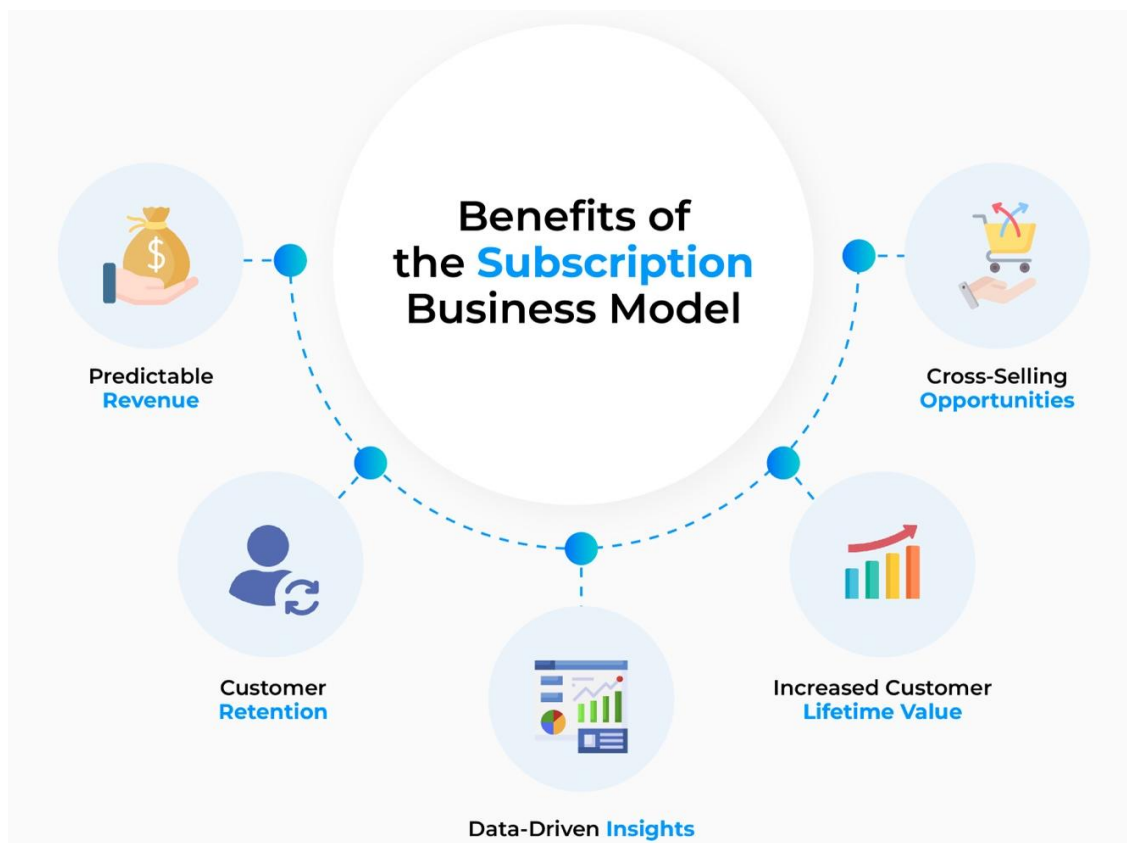 Benefits of
the Subscription
Business Model
Predictable
Revenue
Customer
Retention
Data-Driven Insights
Increased Customer
Lifetime Value
Cross-Selling
Opportunities
$